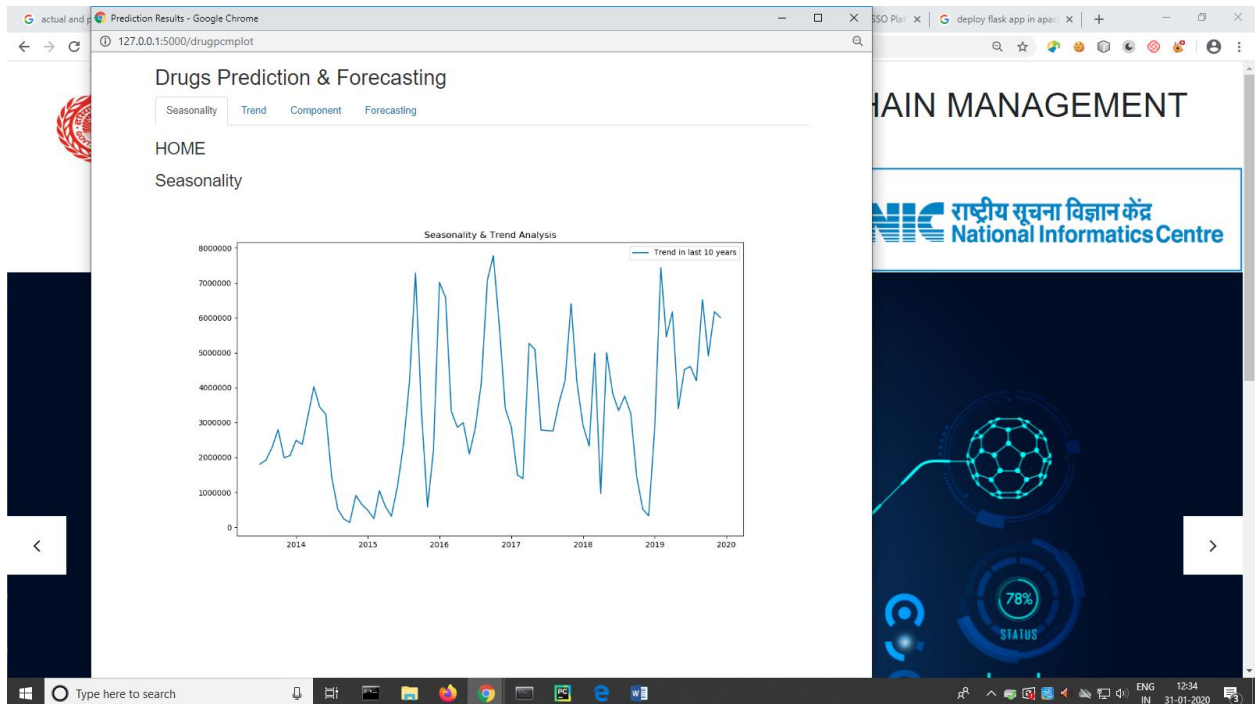 actual and p
Prediction Results - Google Chrome
SSO Plat
deploy flask app in apac
127.0.0.1:5000/drugpcmplot
Drugs Prediction & Forecasting
Seasonality Trend Component Forecasting
HOME
Seasonality
HAIN MANAGEMENT
NIC
राष्ट्रीय सूचना विज्ञान केंद्र
National Informatics Centre
Seasonality & Trend Analysis
Trend in last 10 years
8000000
7000000
6000000
5000000
4000000
3000000
2000000
1000000
0
2014 2015 2016 2017 2018 2019 2020
78%
STATUS
Type here to search
ENG 12:34
IN 31-01-2020
3